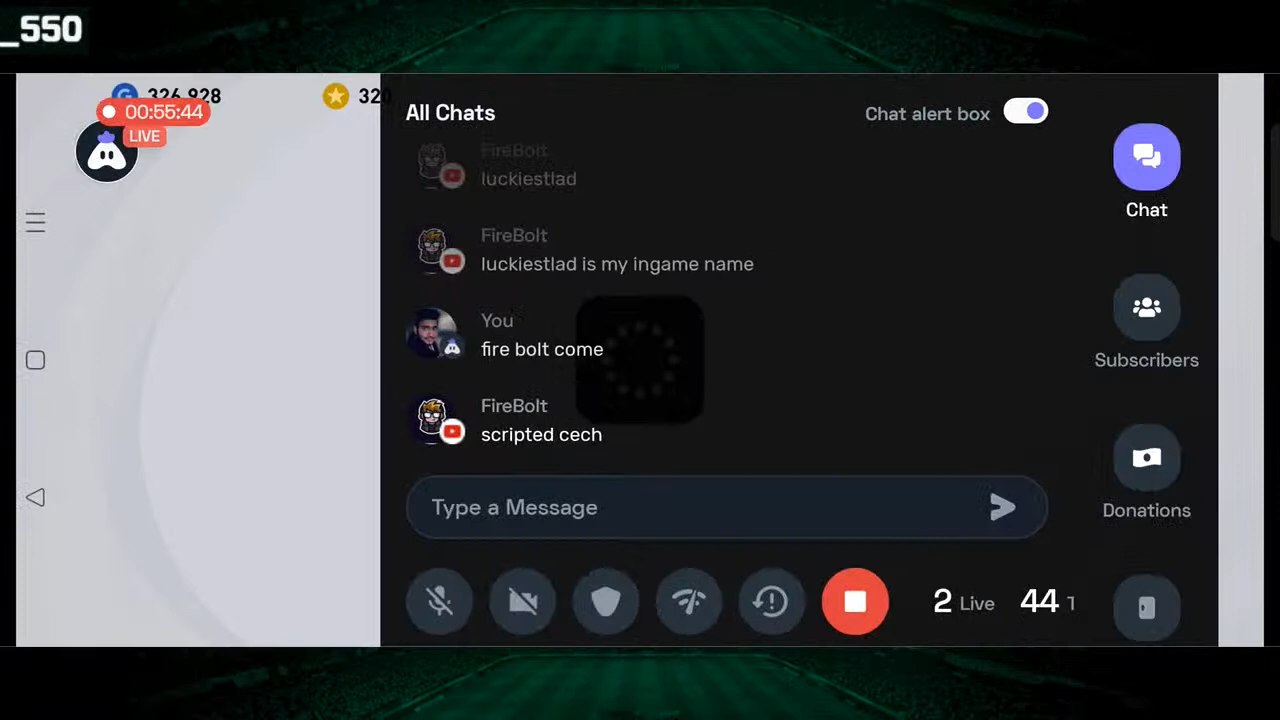 _550
326,928
320
00:55:44
LIVE
All Chats
Chat alert box
FireBolt
luckiestlad
Chat
FireBolt
luckiestlad is my ingame name
You
fire bolt come
Subscribers
FireBolt
scripted cech
Type a Message
Donations
2 Live 44 1